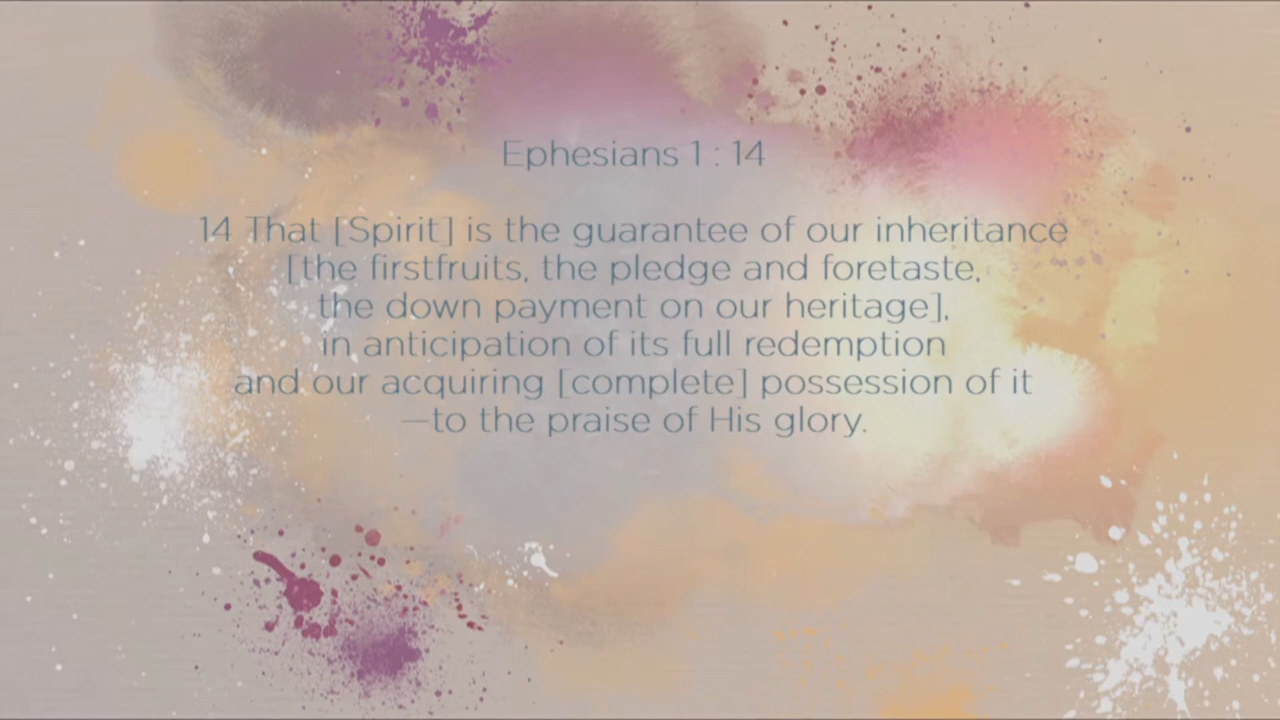 Ephesians 1 : 14
14 That [Spirit] is the guarantee of our inheritance
[the firstfruits, the pledge and foretaste,
the down payment on our heritage],
in anticipation of its full redemption
and our acquiring [complete] possession of it
—to the praise of His glory.